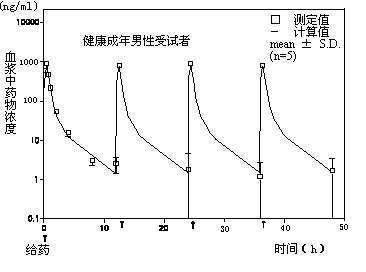 (ng/ml)
10000
1000
100
10
1
0.1
血浆中药物浓度
健康成年男性受试者
测定值
计算值
mean ± S.D.
(n=5)
0 10 20 30 40 50
给药
时间(h)